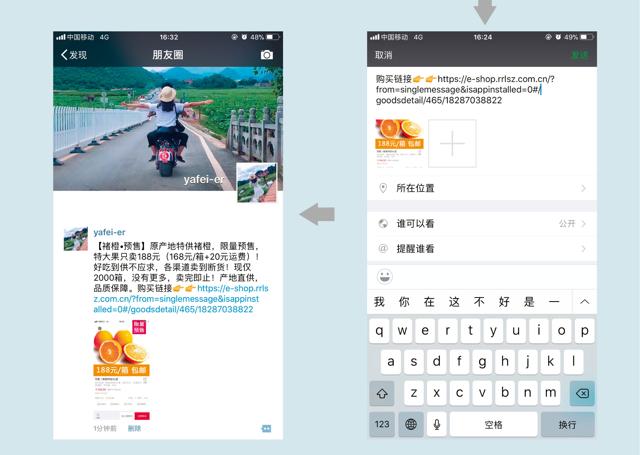 中国移动 4G 16:32 48%
发现 朋友圈
yafei-er
yafei-er
【褚橙•预售】原产地特供褚橙，限量预售，
特大果只卖188元（168元/箱+20元运费）！
好吃到供不应求，各渠道卖到断货！现仅
2000箱，没有更多，卖完即止！产地直供，
品质保障。购买链接👉👉https://e-shop.rrls
z.com.cn/?from=singlemessage&isappinst
alled=0#/goodsdetail/465/18287038822
限量
预售
188元/箱 包邮
1分钟前 删除
中国移动 4G 16:24 49%
取消 发送
购买链接👉👉https://e-shop.rrlsz.com.cn/?
from=singlemessage&isappinstalled=0#/
goodsdetail/465/18287038822
188元/箱 包邮
所在位置
谁可以看 公开
@ 提醒谁看
我 你 在 这 不 好 是 一
q w e r t y u i o p
a s d f g h j k l
z x c v b n m
123 空格 换行